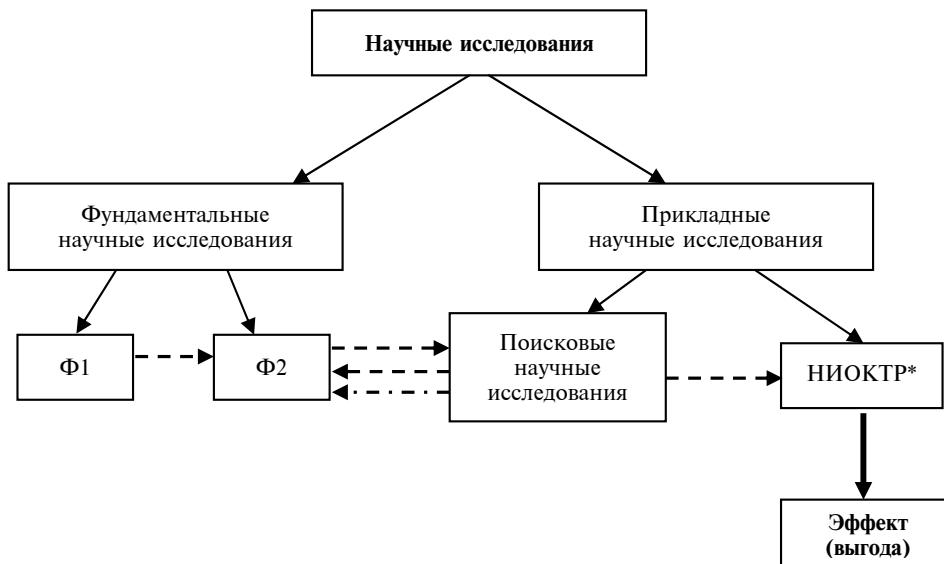 Научные исследования
Фундаментальные
научные исследования
Прикладные
научные исследования
Ф1
Ф2
Поисковые
научные
исследования
НИОКТР*
Эффект
(выгода)